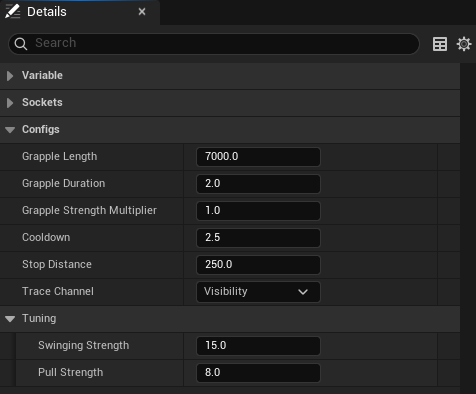 Details
Search
Variable
Sockets
Configs
Grapple Length 7000.0
Grapple Duration 2.0
Grapple Strength Multiplier 1.0
Cooldown 2.5
Stop Distance 250.0
Trace Channel Visibility
Tuning
Swinging Strength 15.0
Pull Strength 8.0